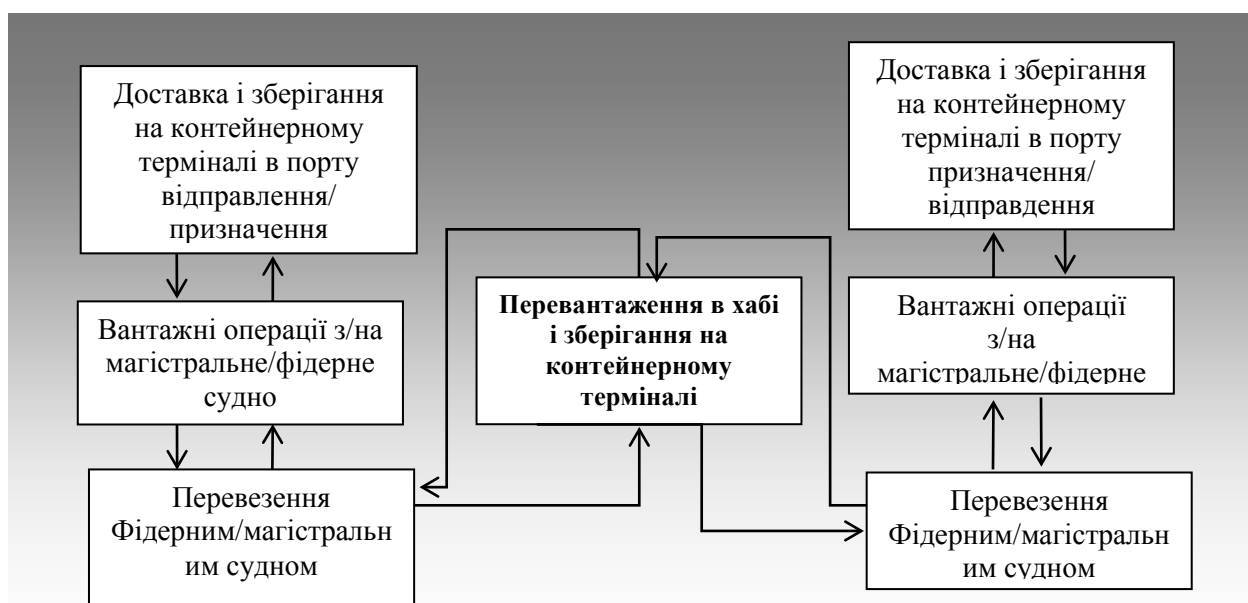 Доставка і зберігання
на контейнерному
терміналі в порту
відправлення/
призначення
Вантажні операції з/на
магістральне/фідерне
судно
Перевезення
Фідерним/магістральн
им судном
Перевантаження в хабі
і зберігання на
контейнерному
терміналі
Доставка і зберігання
на контейнерному
терміналі в порту
призначення/
відправдення
Вантажні операції
з/на
магістральне/фідерне
Перевезення
Фідерним/магістральн
им судном